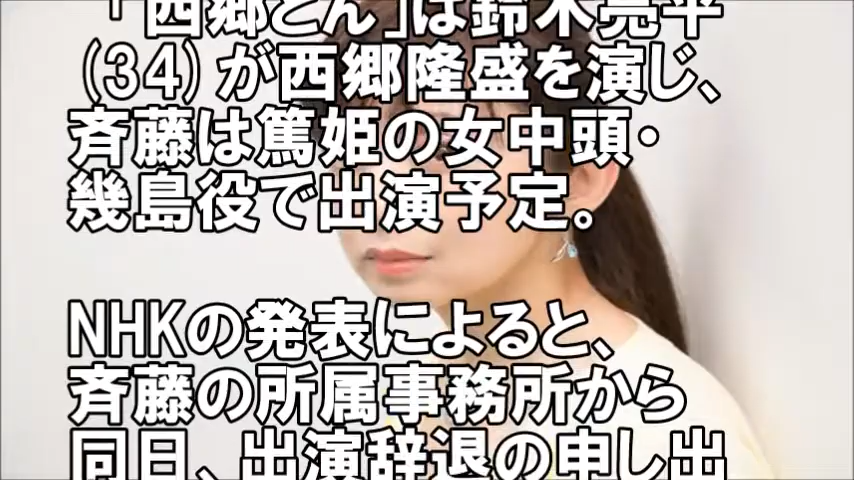 「西郷どん」は鈴木亮平
(34)が西郷隆盛を演じ、
斉藤は篤姫の女中頭・
幾島役で出演予定。
NHKの発表によると、
斉藤の所属事務所から
同日、出演辞退の申し出